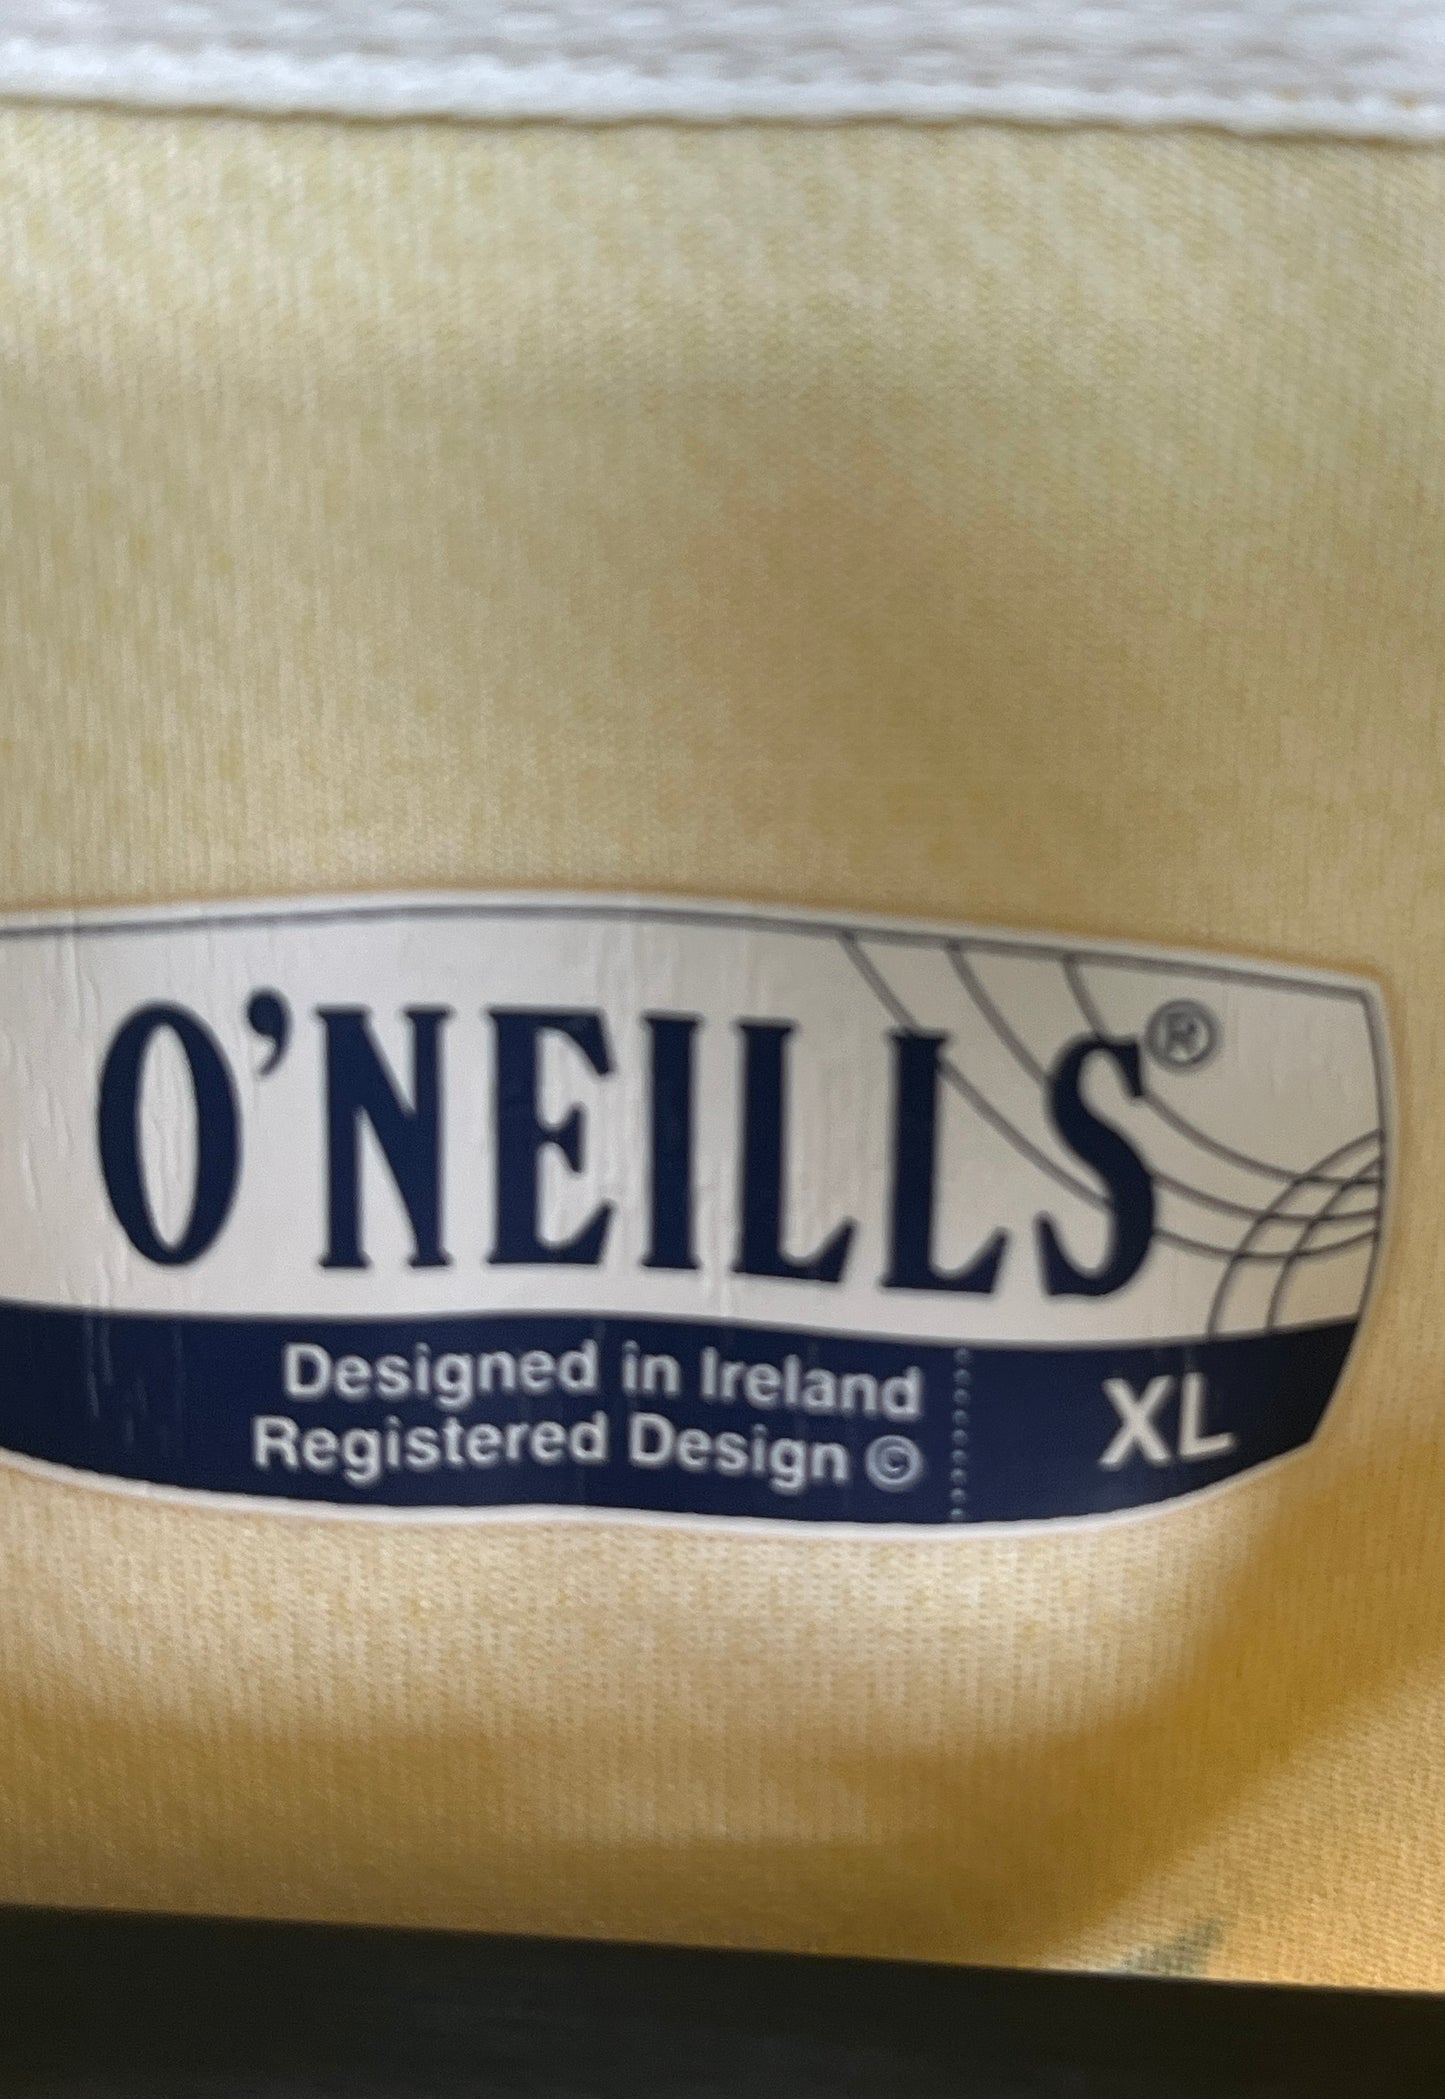 O'NEILLS®
Designed in Ireland
Registered Design ©
XL